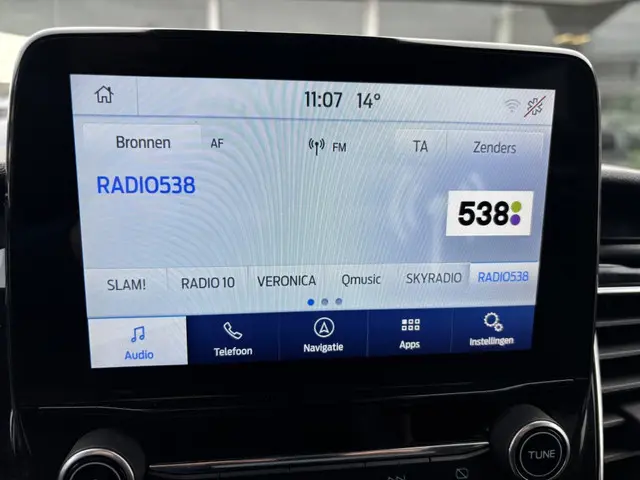 11:07 14°
Bronnen AF FM TA Zenders
RADIO538
538
SLAM! RADIO 10 VERONICA Qmusic SKYRADIO RADIO538
Audio Telefoon Navigatie Apps Instellingen
TUNE